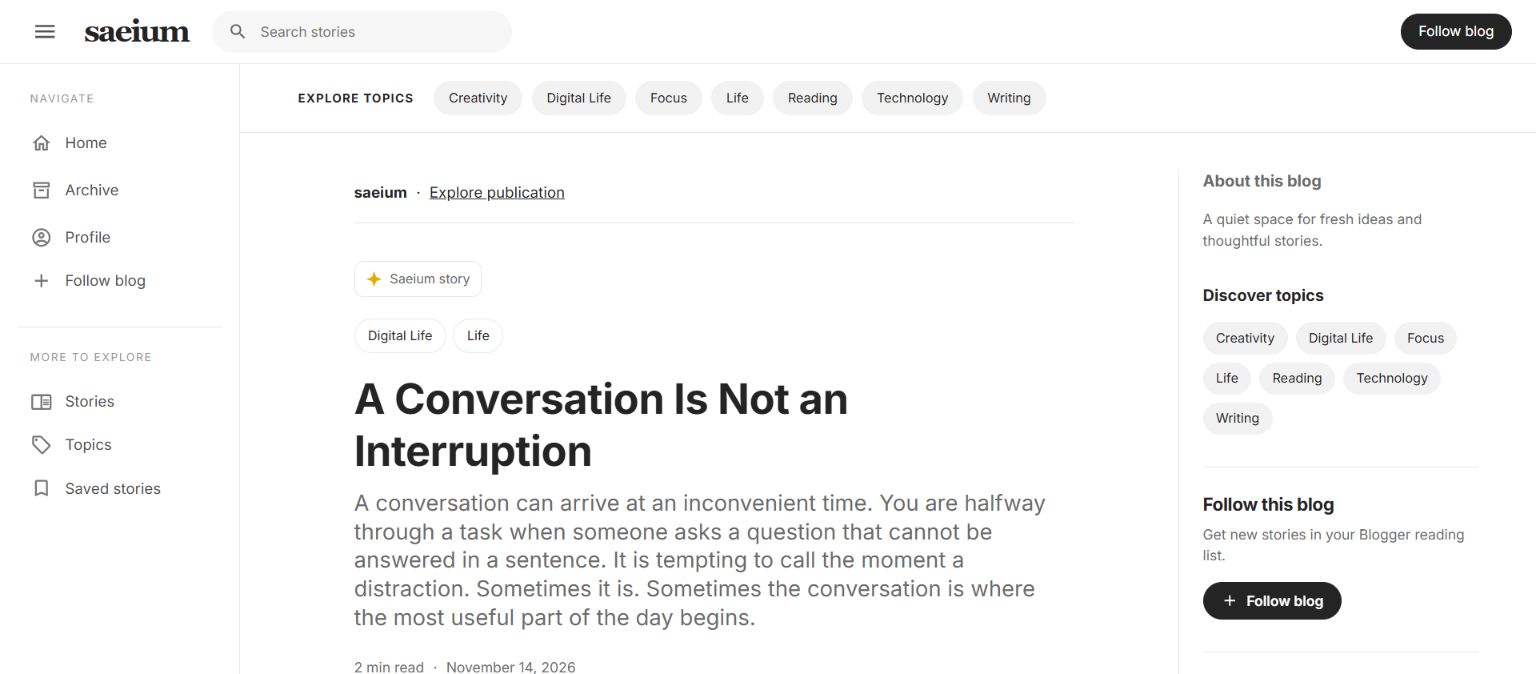 saeium
Search stories
Follow blog
NAVIGATE
Home
Archive
Profile
Follow blog
MORE TO EXPLORE
Stories
Topics
Saved stories
EXPLORE TOPICS Creativity Digital Life Focus Life Reading Technology Writing
saeium · Explore publication
Saeium story
Digital Life Life
A Conversation Is Not an
Interruption
A conversation can arrive at an inconvenient time. You are halfway
through a task when someone asks a question that cannot be
answered in a sentence. It is tempting to call the moment a
distraction. Sometimes it is. Sometimes the conversation is where
the most useful part of the day begins.
2 min read · November 14, 2026
About this blog
A quiet space for fresh ideas and
thoughtful stories.
Discover topics
Creativity Digital Life Focus
Life Reading Technology
Writing
Follow this blog
Get new stories in your Blogger reading
list.
Follow blog